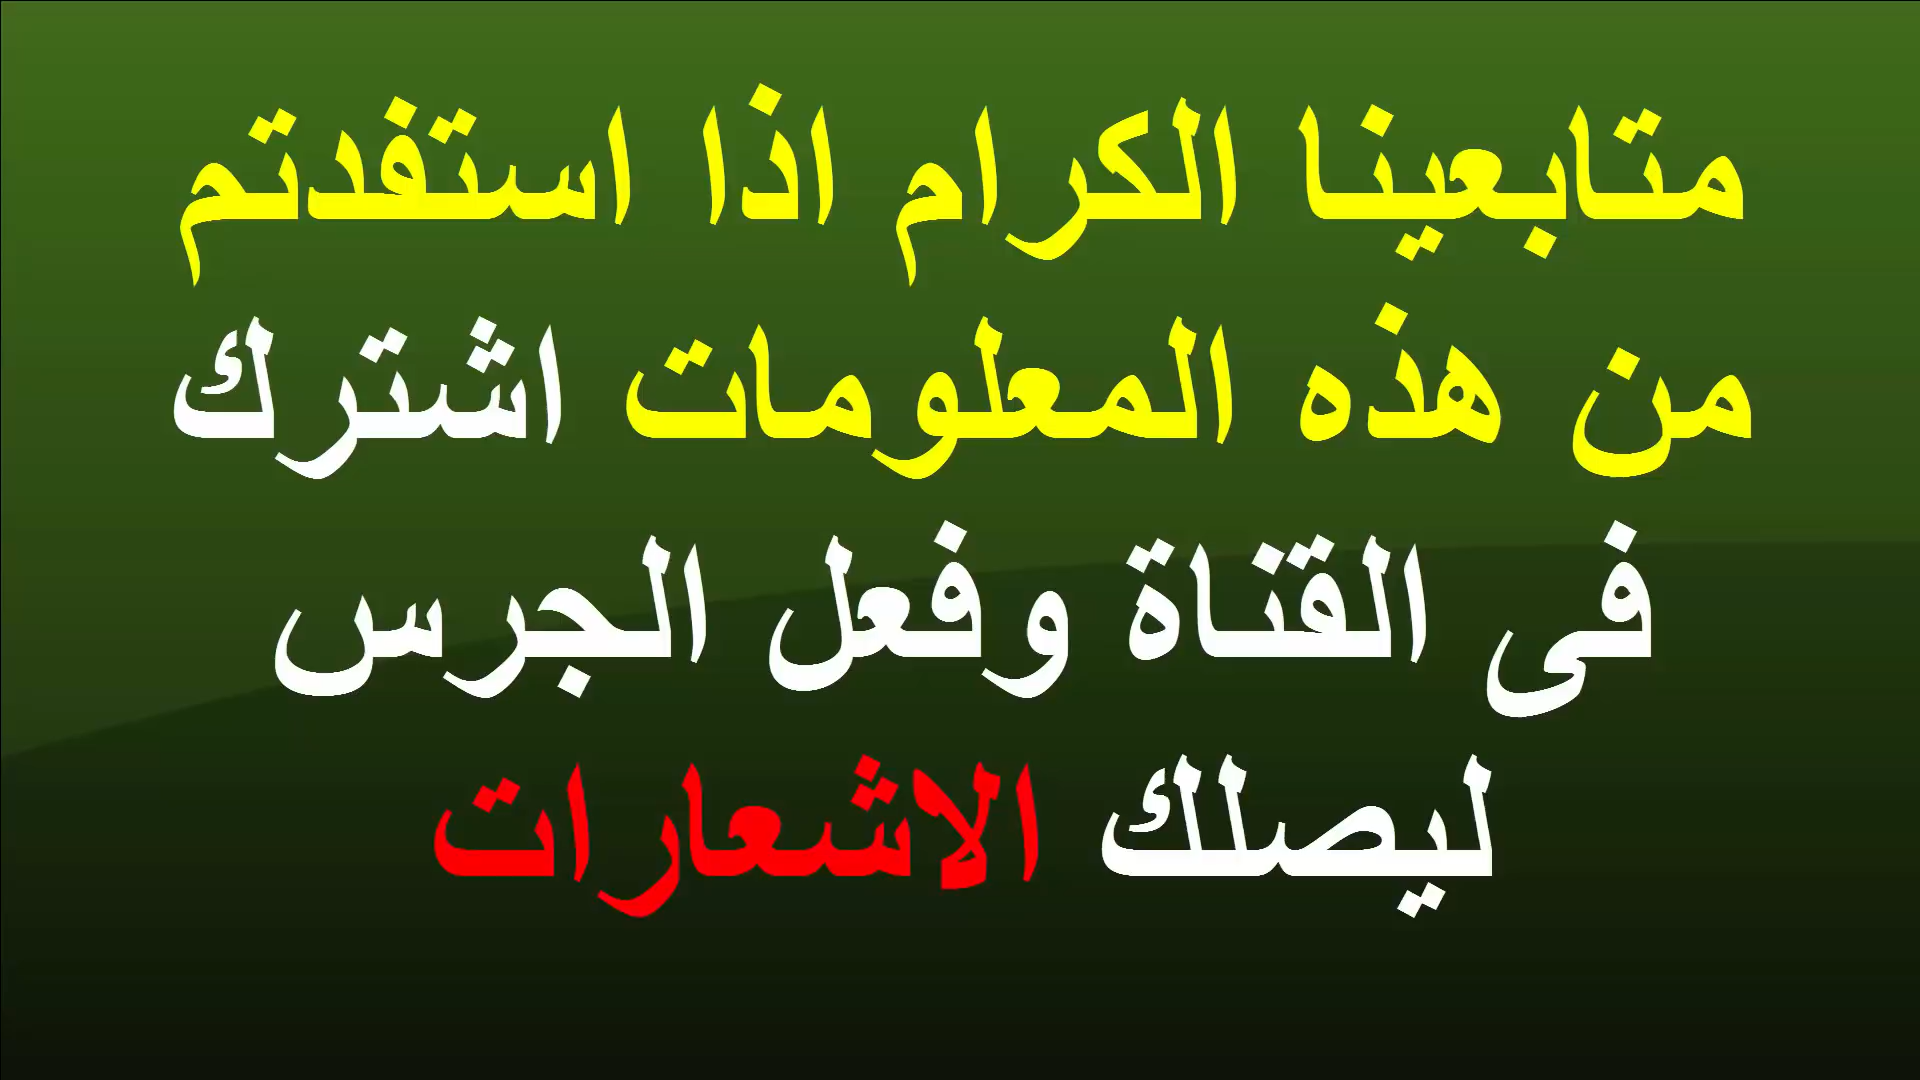 متابعينا الكرام اذا استفدتم
من هذه المعلومات اشترك
فى القناة وفعل الجرس
ليصلك الاشعارات